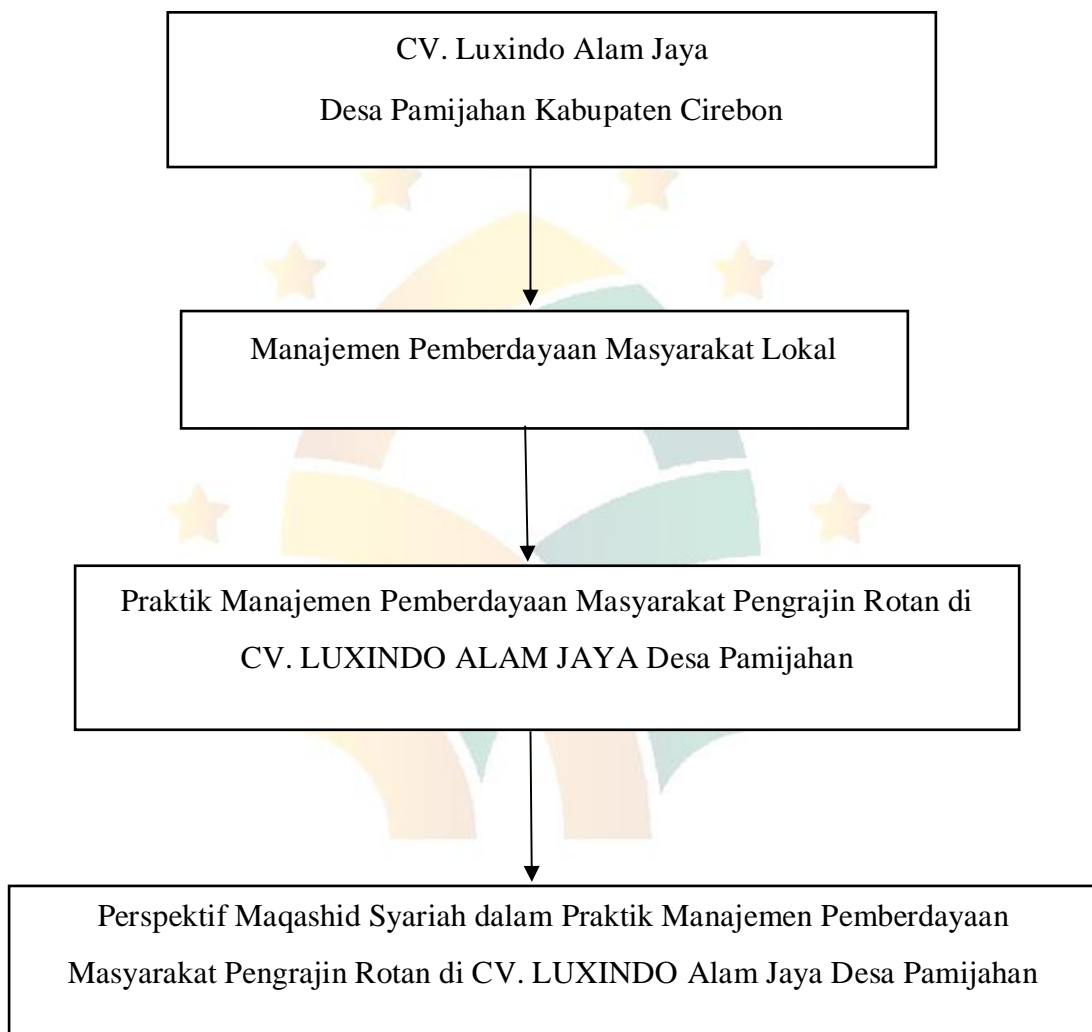 CV. Luxindo Alam Jaya
Desa Pamijahan Kabupaten Cirebon
Manajemen Pemberdayaan Masyarakat Lokal
Praktik Manajemen Pemberdayaan Masyarakat Pengrajin Rotan di
CV. LUXINDO ALAM JAYA Desa Pamijahan
Perspektif Maqashid Syariah dalam Praktik Manajemen Pemberdayaan
Masyarakat Pengrajin Rotan di CV. LUXINDO Alam Jaya Desa Pamijahan